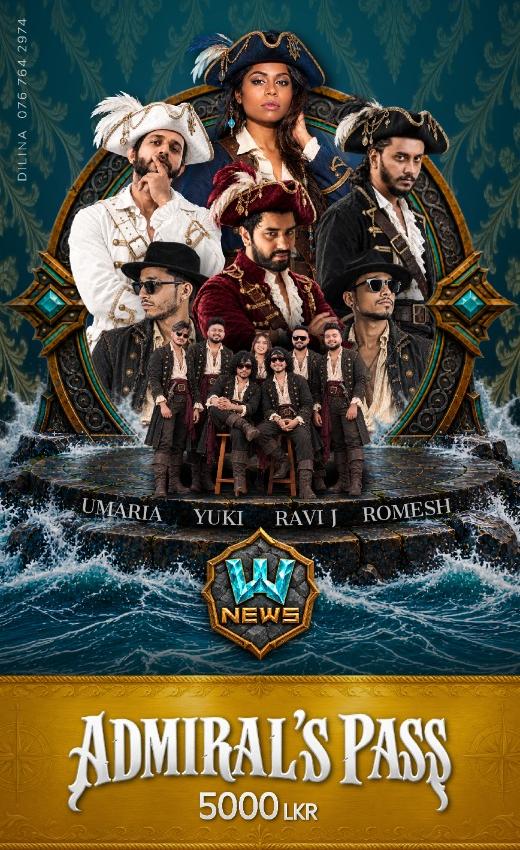 DILINA 076 764 2974
UMARIA YUKI RAVI J ROMESH
W
NEWS
ADMIRAL'S PASS
5000 LKR